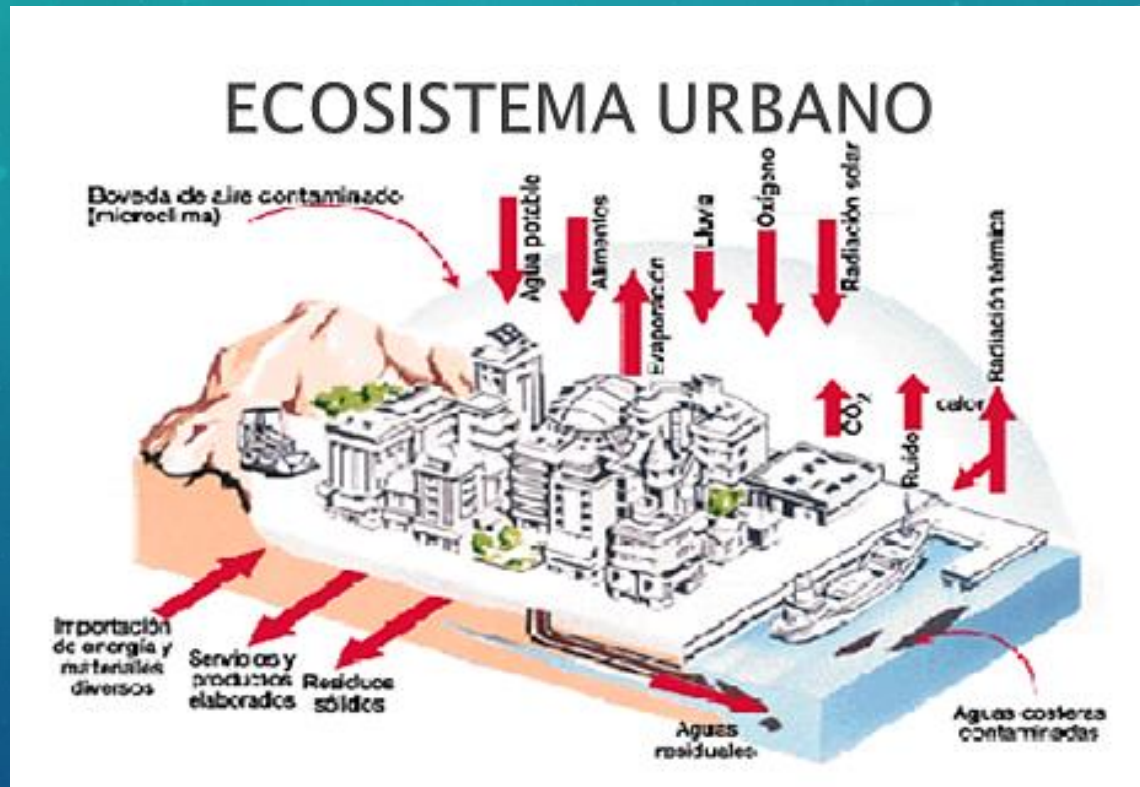 ECOSISTEMA URBANO
Boveda de aire contaminado
(microclima)
Agua potable
Alimentos
Evaporación
Lluvia
Oxígeno
Radiación solar
CO₂
Ruido
calor
Radiación térmica
Importación
de energía y
materiales
diversos
Servicios y
productos
elaborados
Residuos
sólidos
Aguas
residuales
Aguas costeras
contaminadas